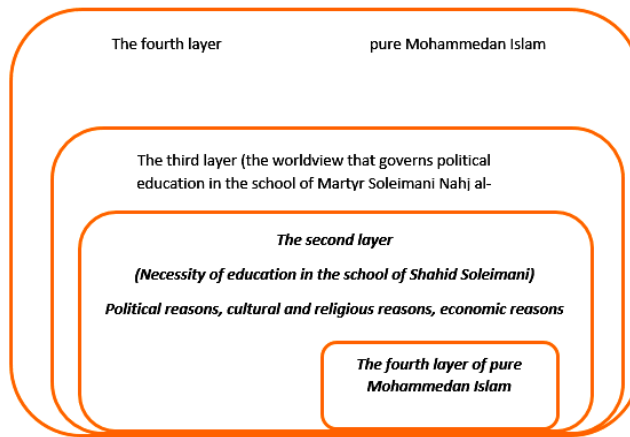 The fourth layer pure Mohammedan Islam
The third layer (the worldview that governs political
education in the school of Martyr Soleimani Nahj al-
The second layer
(Necessity of education in the school of Shahid Soleimani)
Political reasons, cultural and religious reasons, economic reasons
The fourth layer of pure
Mohammedan Islam